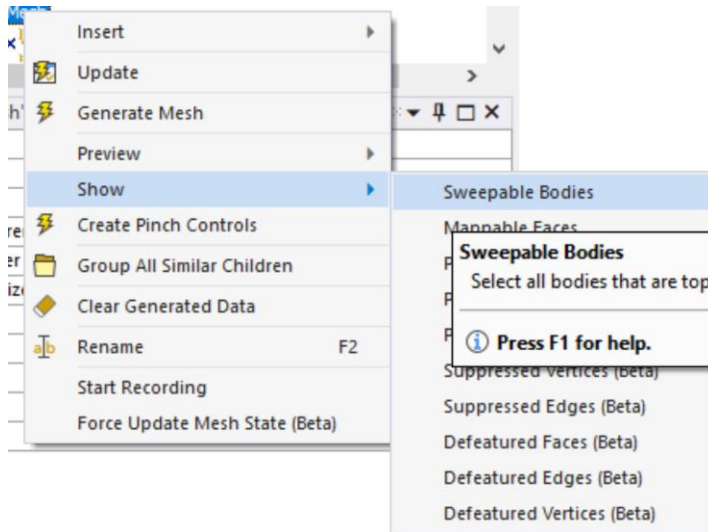 Mesh
Insert
Update
Generate Mesh
Preview
Show
Create Pinch Controls
Group All Similar Children
Clear Generated Data
Rename F2
Start Recording
Force Update Mesh State (Beta)
Sweepable Bodies
Mappable Faces
Sweepable Bodies
Select all bodies that are top
Press F1 for help.
Suppressed Vertices (Beta)
Suppressed Edges (Beta)
Defeatured Faces (Beta)
Defeatured Edges (Beta)
Defeatured Vertices (Beta)